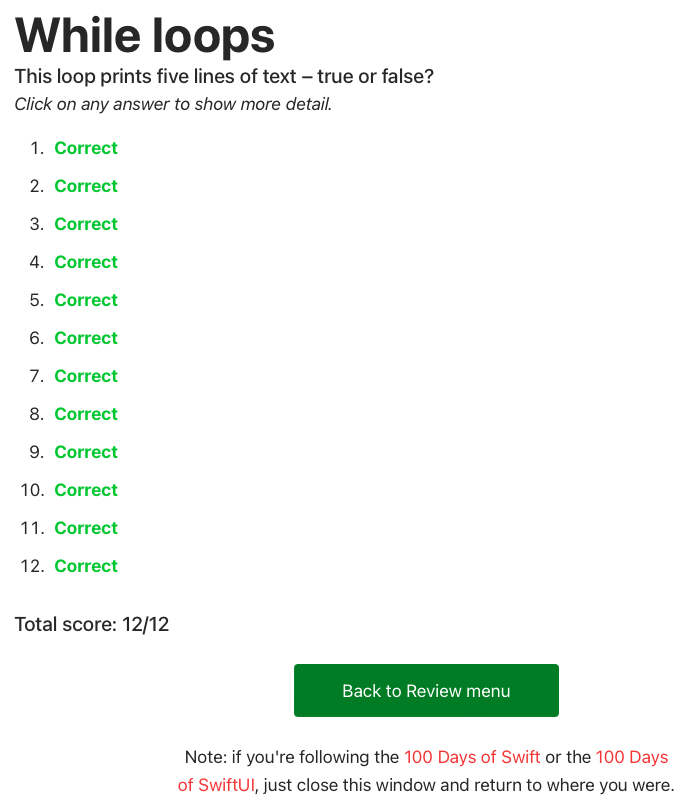 While loops
This loop prints five lines of text – true or false?
Click on any answer to show more detail.
1. Correct
2. Correct
3. Correct
4. Correct
5. Correct
6. Correct
7. Correct
8. Correct
9. Correct
10. Correct
11. Correct
12. Correct
Total score: 12/12
Back to Review menu
Note: if you're following the 100 Days of Swift or the 100 Days
of SwiftUI, just close this window and return to where you were.